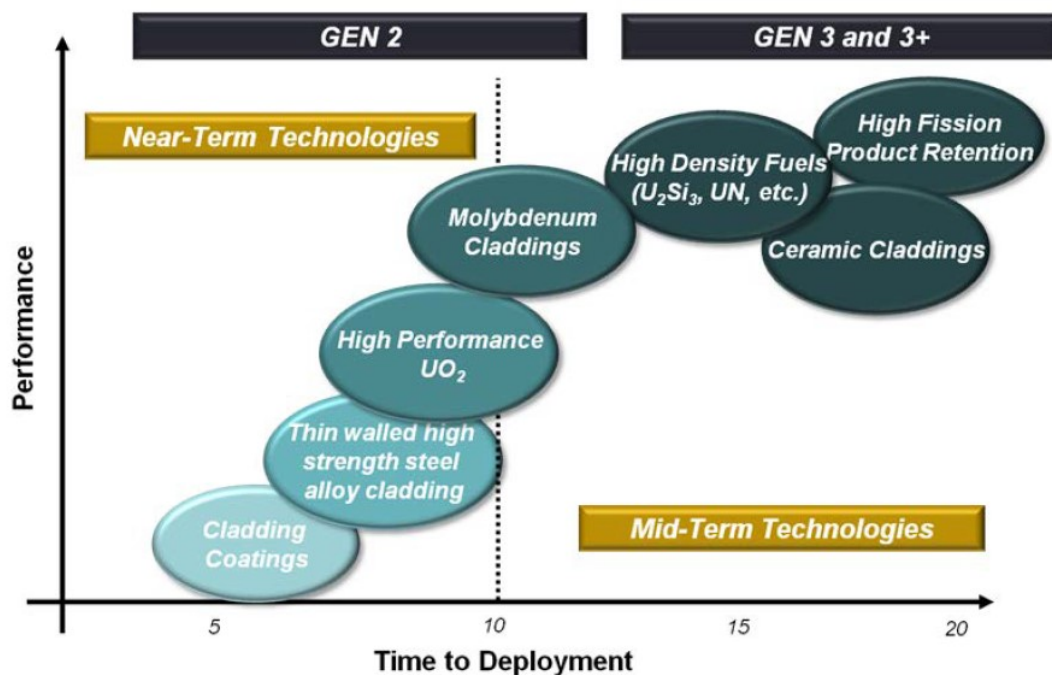 GEN 2
GEN 3 and 3+
Near-Term Technologies
High Fission
Product Retention
High Density Fuels
(U₂Si₃, UN, etc.)
Molybdenum
Claddings
Ceramic Claddings
High Performance
UO₂
Thin walled high
strength steel
alloy cladding
Cladding
Coatings
Mid-Term Technologies
Performance
5
10
15
20
Time to Deployment